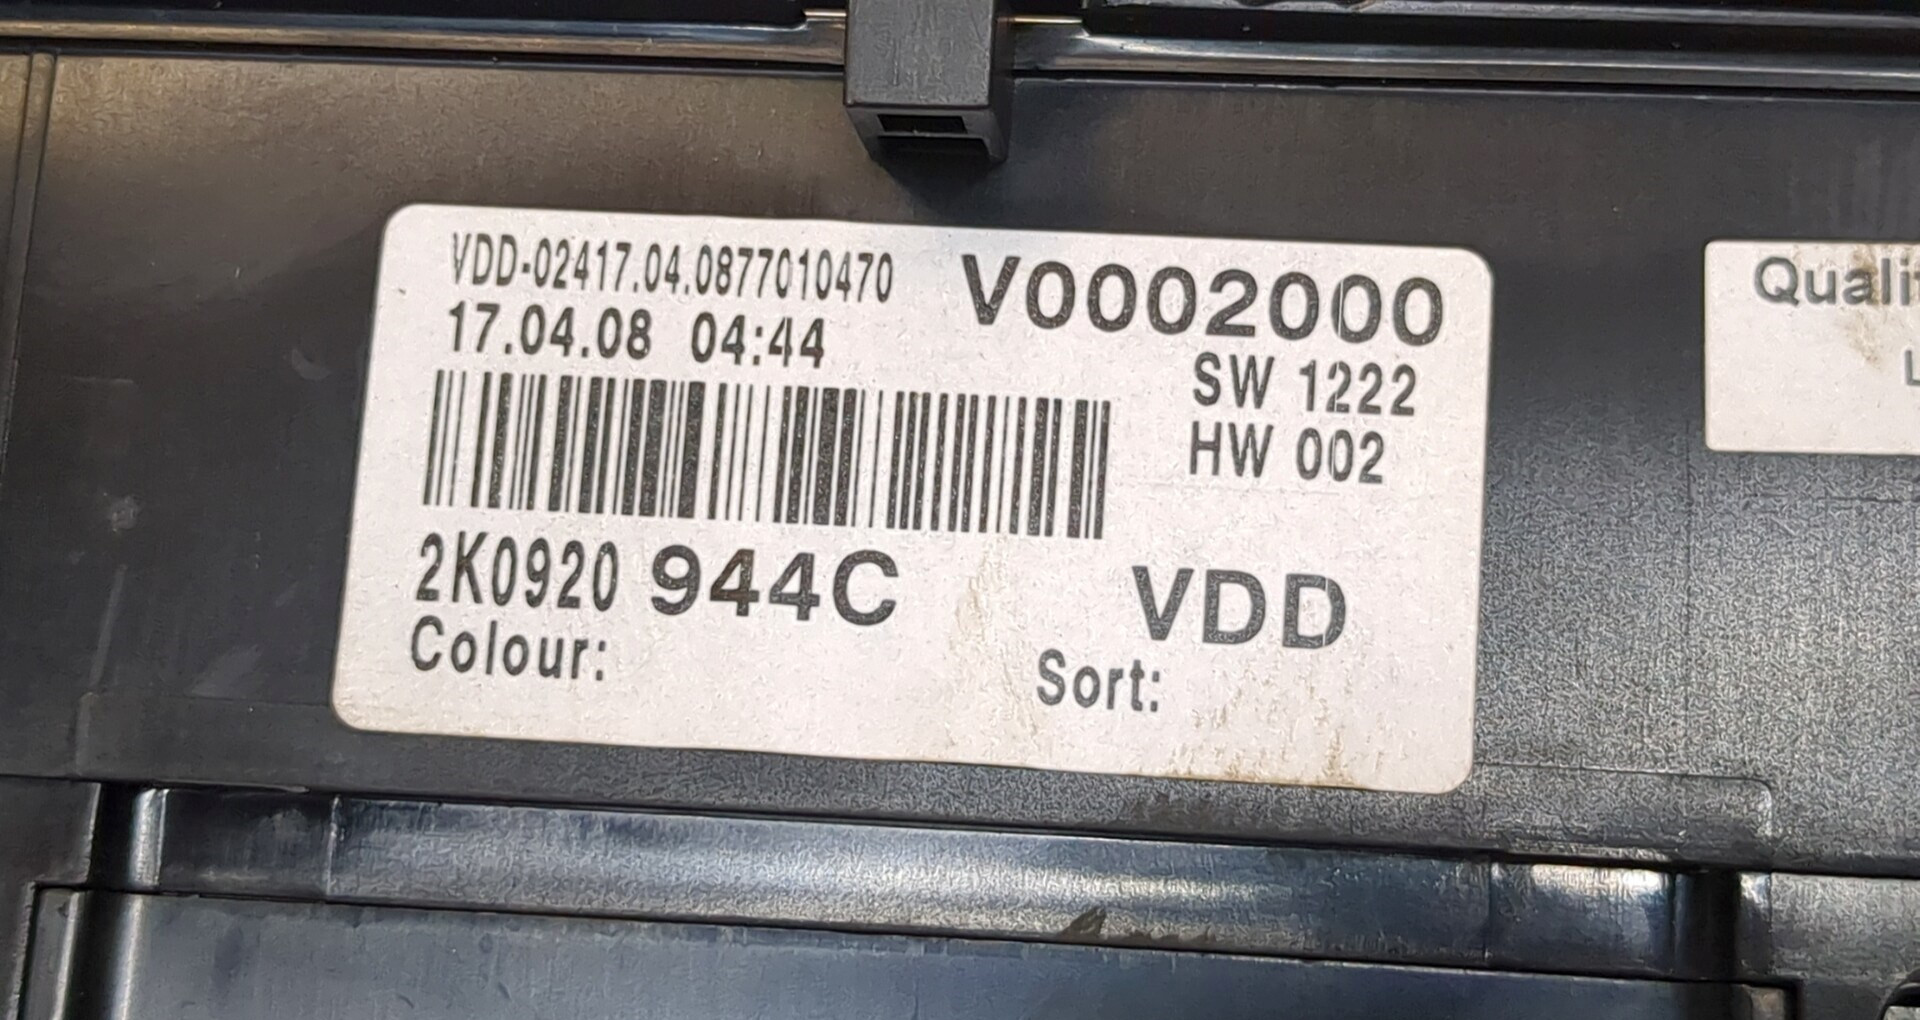 VDD-02417.04.0877010470
V0002000
17.04.08 04:44
SW 1222
HW 002
2K0920 944C
VDD
Colour:
Sort: